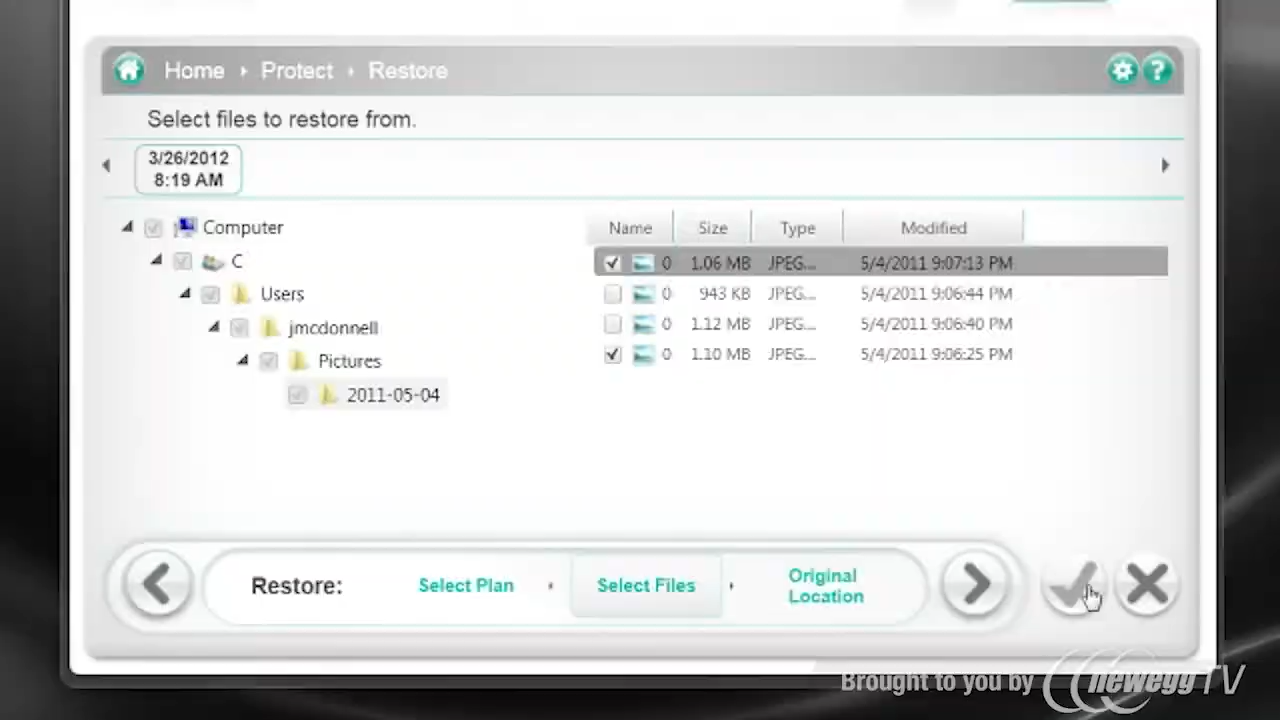 Home Protect Restore
?
Select files to restore from.
3/26/2012
8:19 AM
Computer
C
Users
jmcdonnell
Pictures
2011-05-04
Name Size Type Modified
0 1.06 MB JPEG... 5/4/2011 9:07:13 PM
0 943 KB JPEG... 5/4/2011 9:06:44 PM
0 1.12 MB JPEG... 5/4/2011 9:06:40 PM
0 1.10 MB JPEG... 5/4/2011 9:06:25 PM
Restore: Select Plan Select Files Original
Location
Brought to you by newegg TV